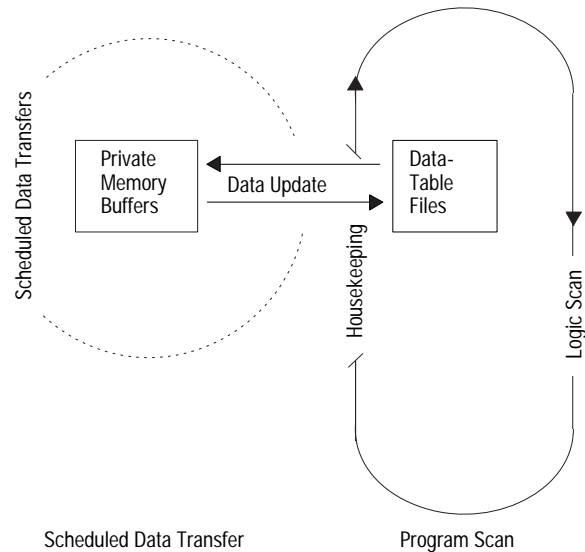 Scheduled Data Transfers
Private
Memory
Buffers
Data Update
Data-
Table
Files
Housekeeping
Logic Scan
Scheduled Data Transfer
Program Scan